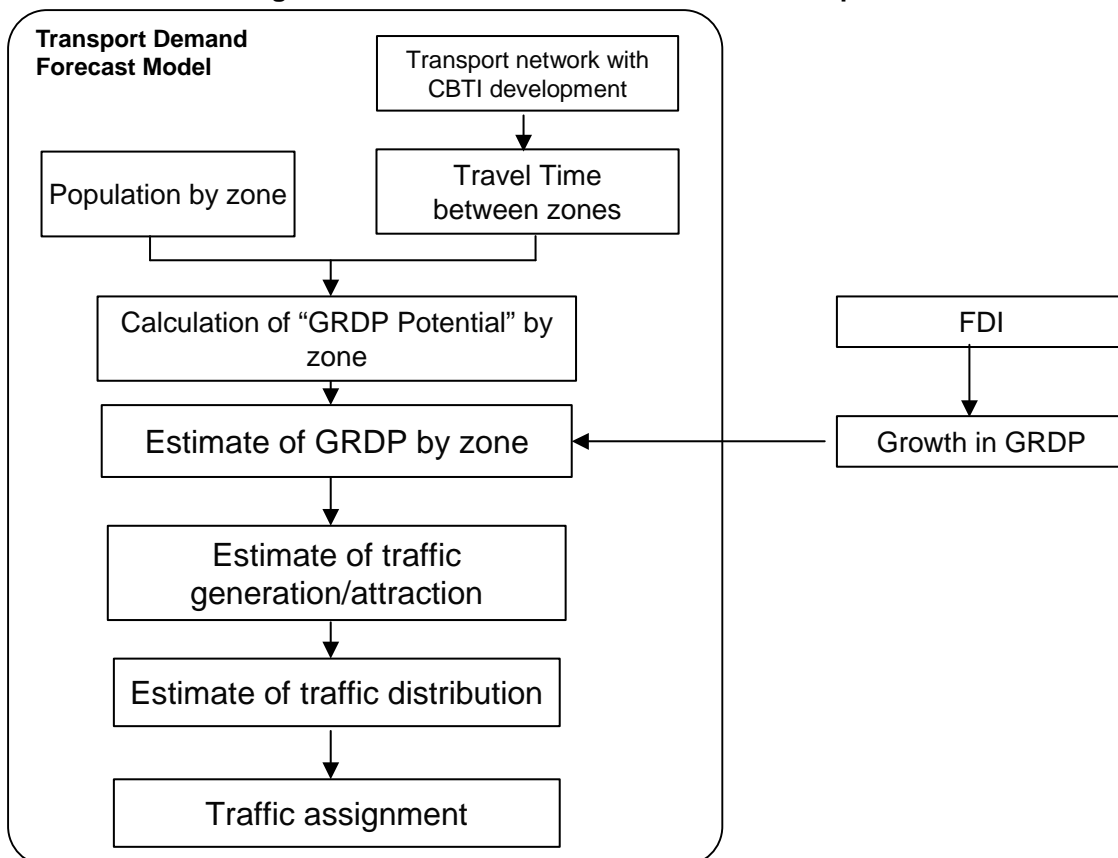 Transport Demand
Forecast Model
Transport network with
CBTI development
Population by zone
Travel Time
between zones
Calculation of “GRDP Potential” by
zone
FDI
Estimate of GRDP by zone
Growth in GRDP
Estimate of traffic
generation/attraction
Estimate of traffic distribution
Traffic assignment